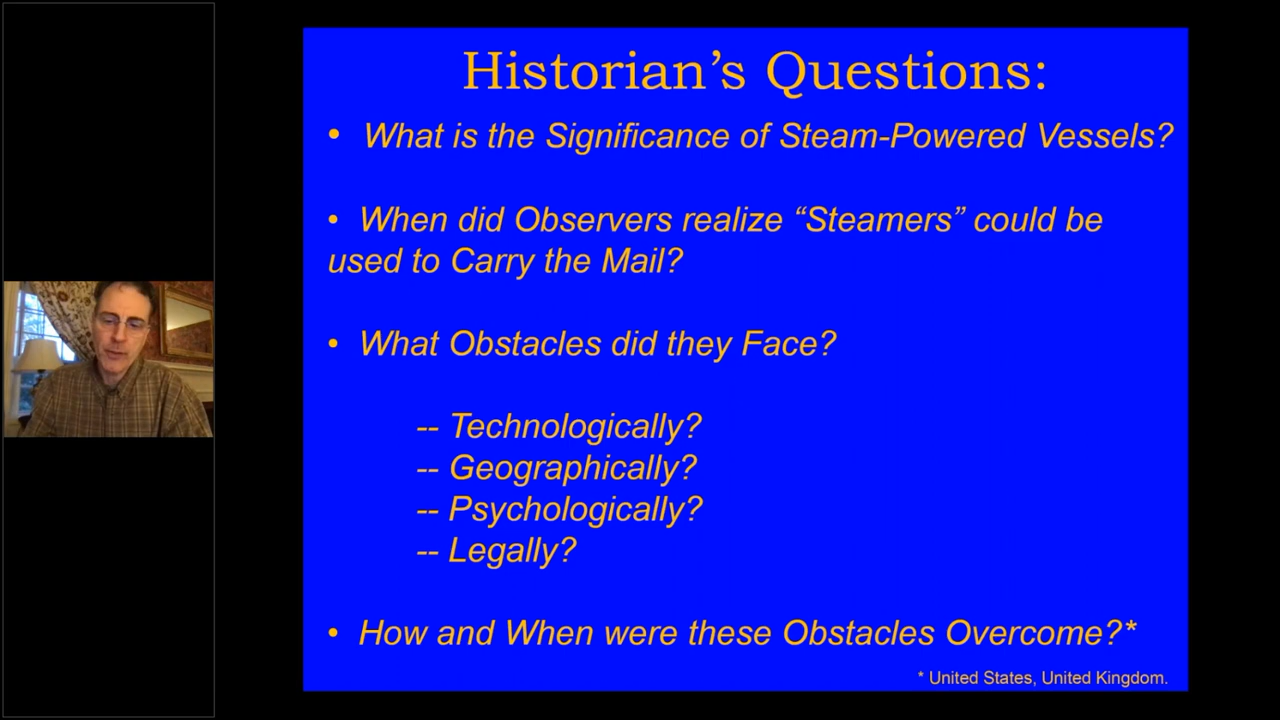 Historian’s Questions:
• What is the Significance of Steam-Powered Vessels?
• When did Observers realize “Steamers” could be
used to Carry the Mail?
• What Obstacles did they Face?
-- Technologically?
-- Geographically?
-- Psychologically?
-- Legally?
• How and When were these Obstacles Overcome?*
* United States, United Kingdom.